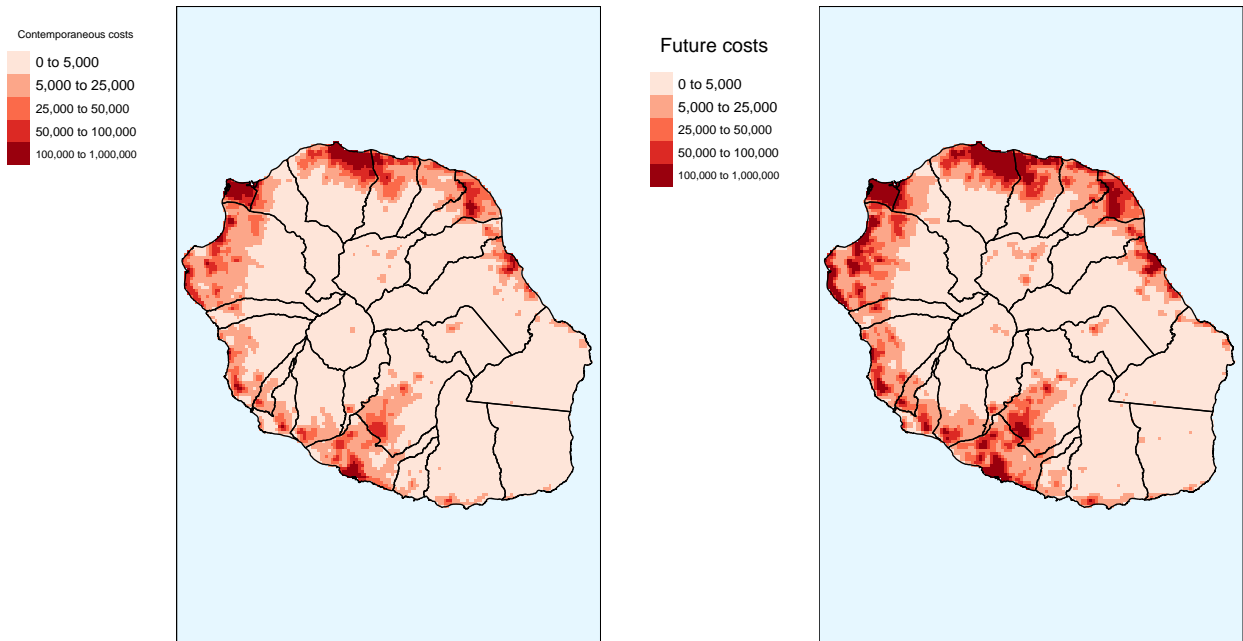 Contemporaneous costs
0 to 5,000
5,000 to 25,000
25,000 to 50,000
50,000 to 100,000
100,000 to 1,000,000
Future costs
0 to 5,000
5,000 to 25,000
25,000 to 50,000
50,000 to 100,000
100,000 to 1,000,000